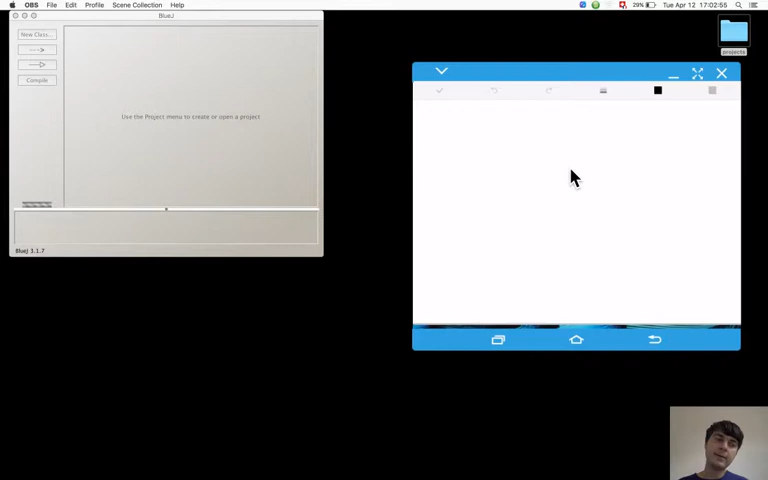 OBS File Edit Profile Scene Collection Help 29% Tue Apr 12 17:02:55
BlueJ
New Class...
Compile
Use the Project menu to create or open a project
BlueJ 3.1.7
projects